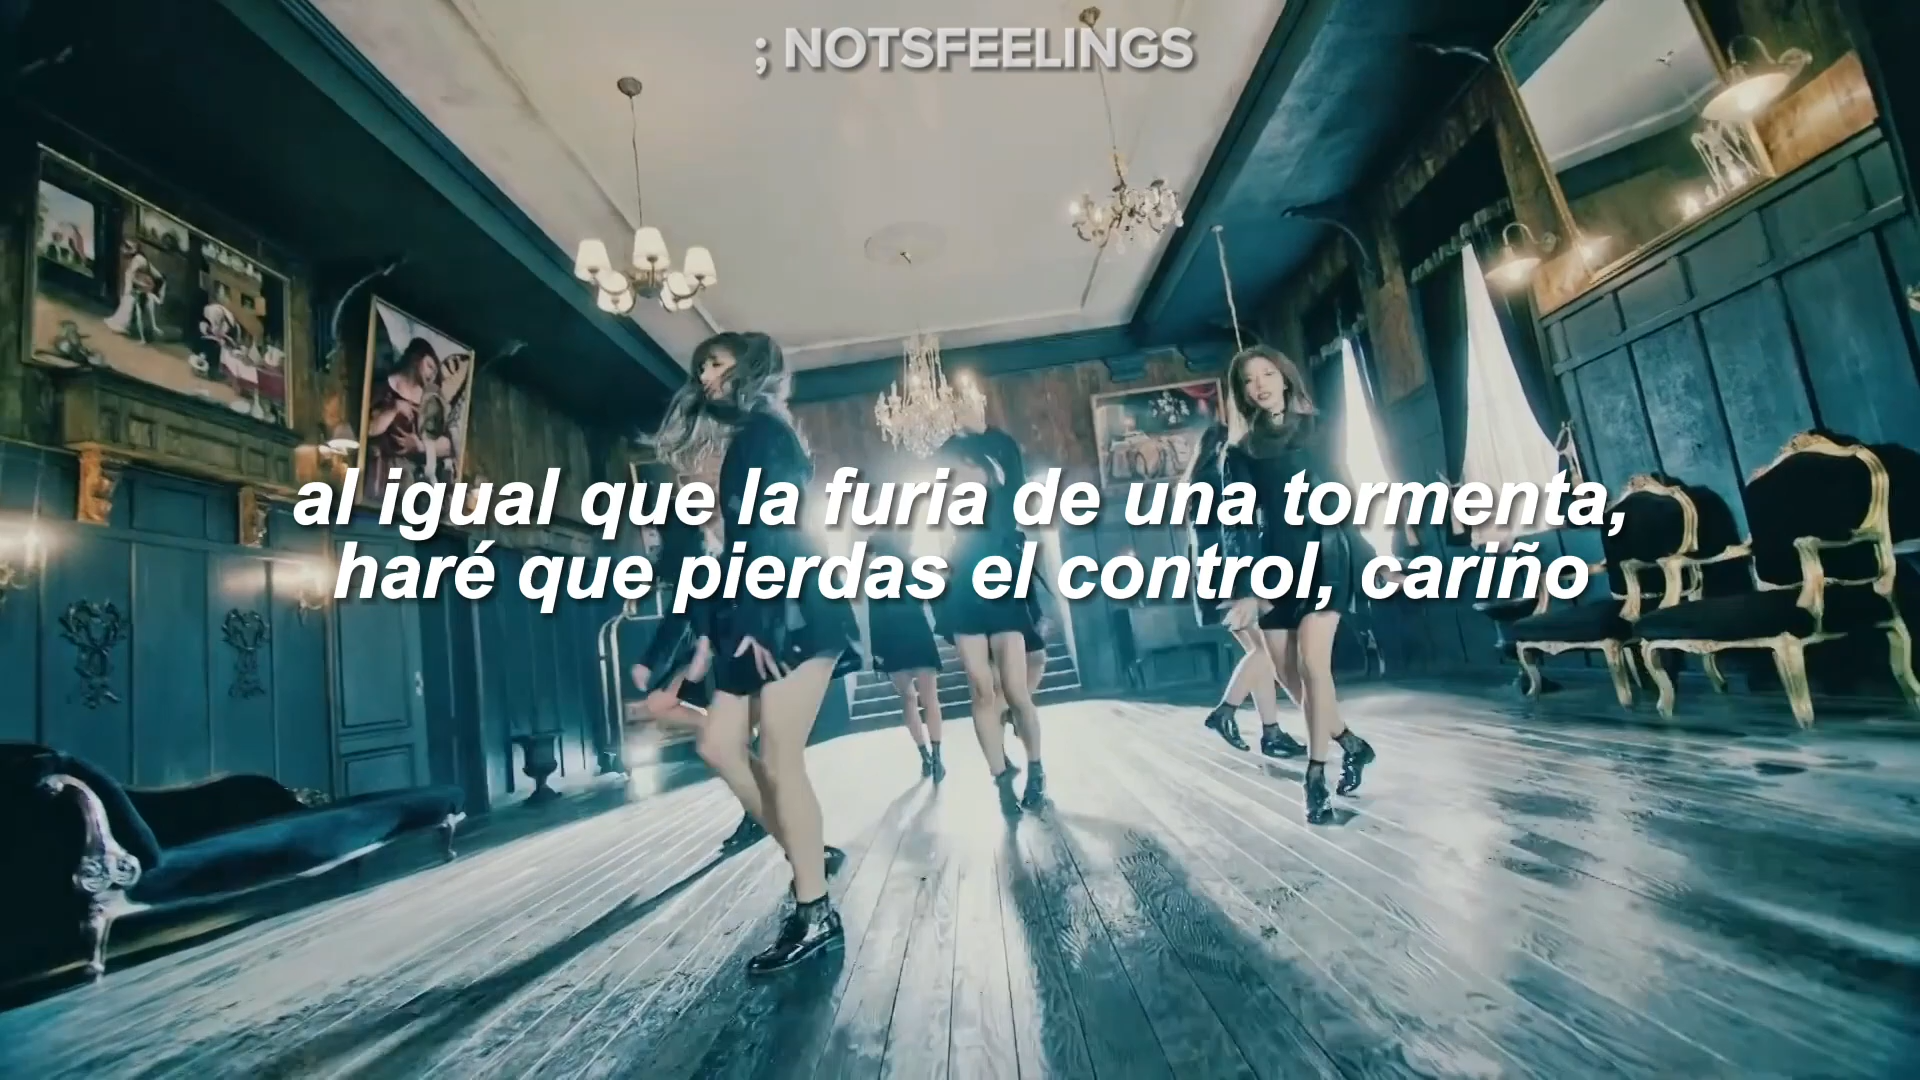 ; NOTSFEELINGS
al igual que la furia de una tormenta,
haré que pierdas el control, cariño